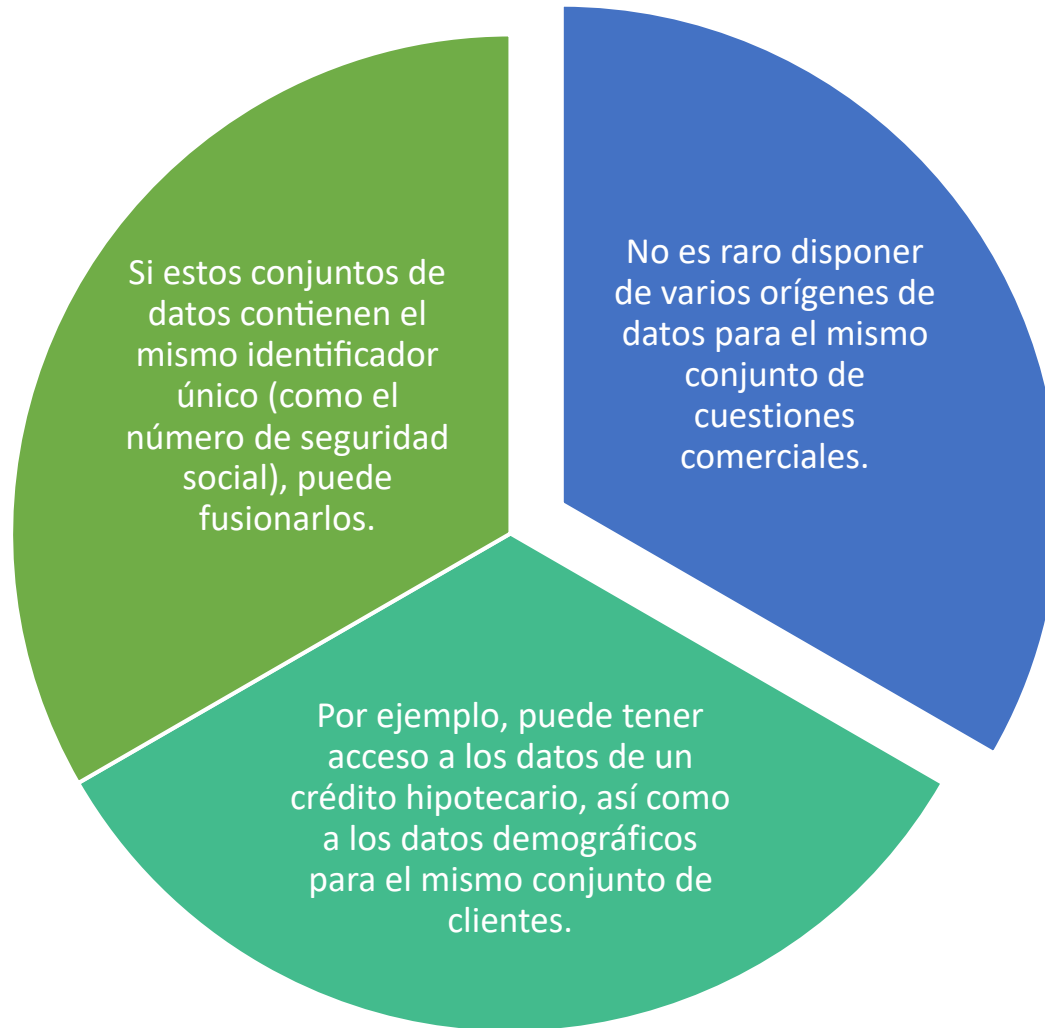 No es raro disponer
de varios orígenes de
datos para el mismo
conjunto de
cuestiones
comerciales.
Por ejemplo, puede tener
acceso a los datos de un
crédito hipotecario, así como
a los datos demográficos
para el mismo conjunto de
clientes.
Si estos conjuntos de
datos contienen el
mismo identificador
único (como el
número de seguridad
social), puede
fusionarlos.